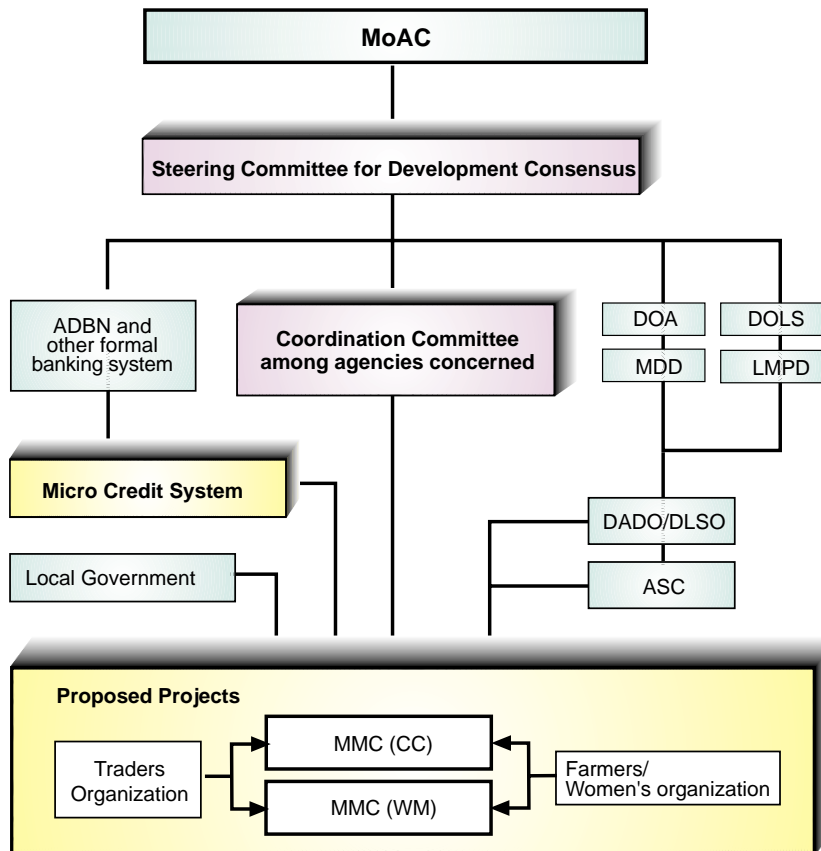 MoAC
Steering Committee for Development Consensus
ADBN and
other formal
banking system
Coordination Committee
among agencies concerned
DOA
DOLS
MDD
LMPD
Micro Credit System
DADO/DLSO
Local Government
ASC
Proposed Projects
MMC (CC)
Traders
Organization
Farmers/
Women's organization
MMC (WM)